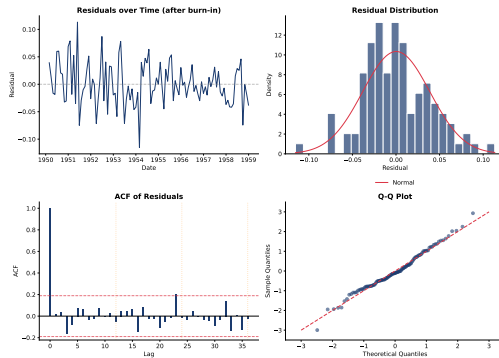 Residuals over Time (after burn-in)
Residual
0.10
0.05
0.00
−0.05
−0.10
1950 1951 1952 1953 1954 1955 1956 1957 1958 1959
Date
Residual Distribution
Density
12
10
8
6
4
2
0
−0.10 −0.05 0.00 0.05 0.10
Residual
Normal
ACF of Residuals
ACF
1.0
0.8
0.6
0.4
0.2
0.0
−0.2
0 5 10 15 20 25 30 35
Lag
Q-Q Plot
Sample Quantiles
3
2
1
0
−1
−2
−3
−3 −2 −1 0 1 2 3
Theoretical Quantiles